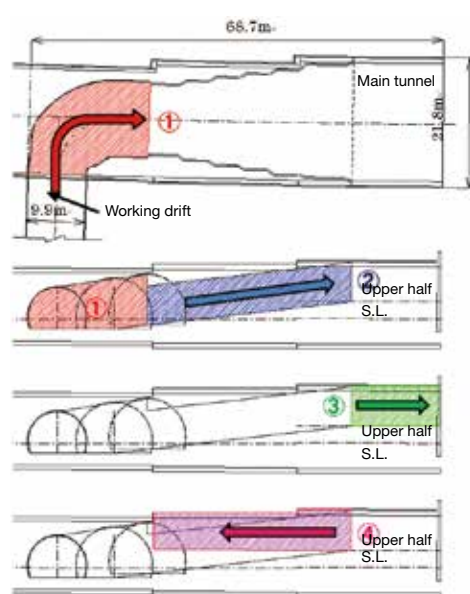 68.7m
Main tunnel
①
21.8m
9.9m
Working drift
①
②
Upper half
S.L.
③
Upper half
S.L.
④
Upper half
S.L.